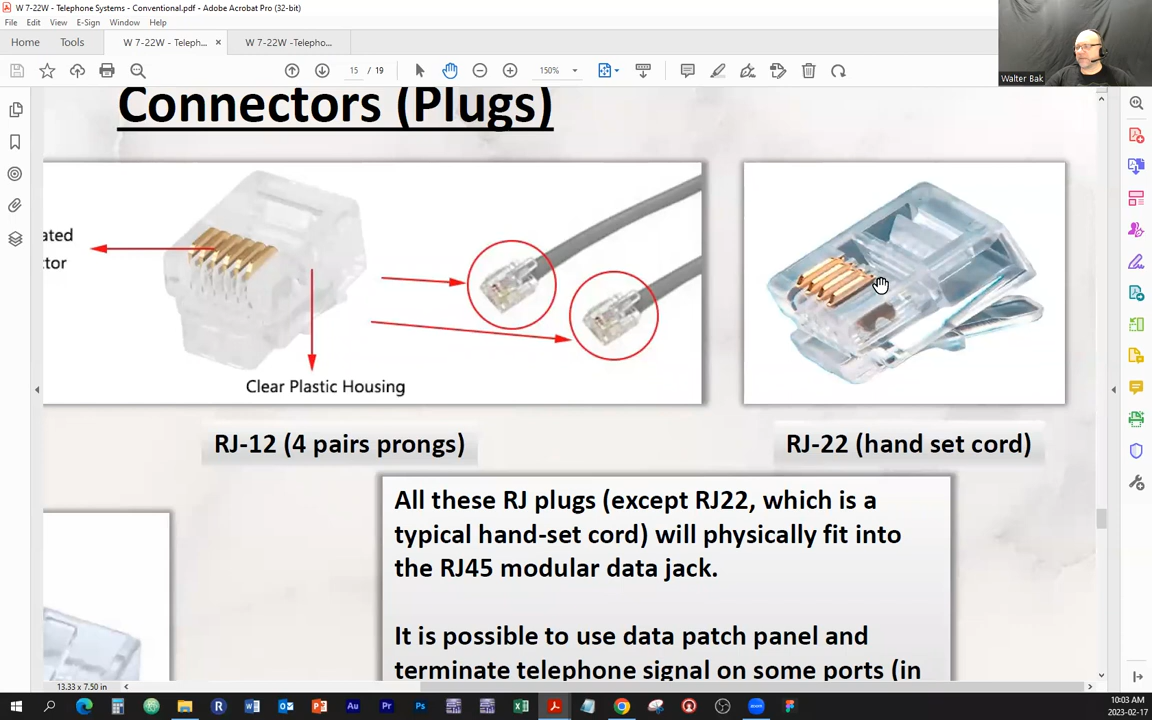 W 7-22W - Telephone Systems - Conventional.pdf - Adobe Acrobat Pro (32-bit)
File Edit View E-Sign Window Help
Home Tools W 7-22W - Teleph... × W 7-22W -Telepho...
15 / 19 150%
Walter Bak
Connectors (Plugs)
ated
tor
Clear Plastic Housing
RJ-12 (4 pairs prongs) RJ-22 (hand set cord)
All these RJ plugs (except RJ22, which is a
typical hand-set cord) will physically fit into
the RJ45 modular data jack.
It is possible to use data patch panel and
terminate telephone signal on some ports (in
13.33 x 7.50 in
10:03 AM
2023-02-17